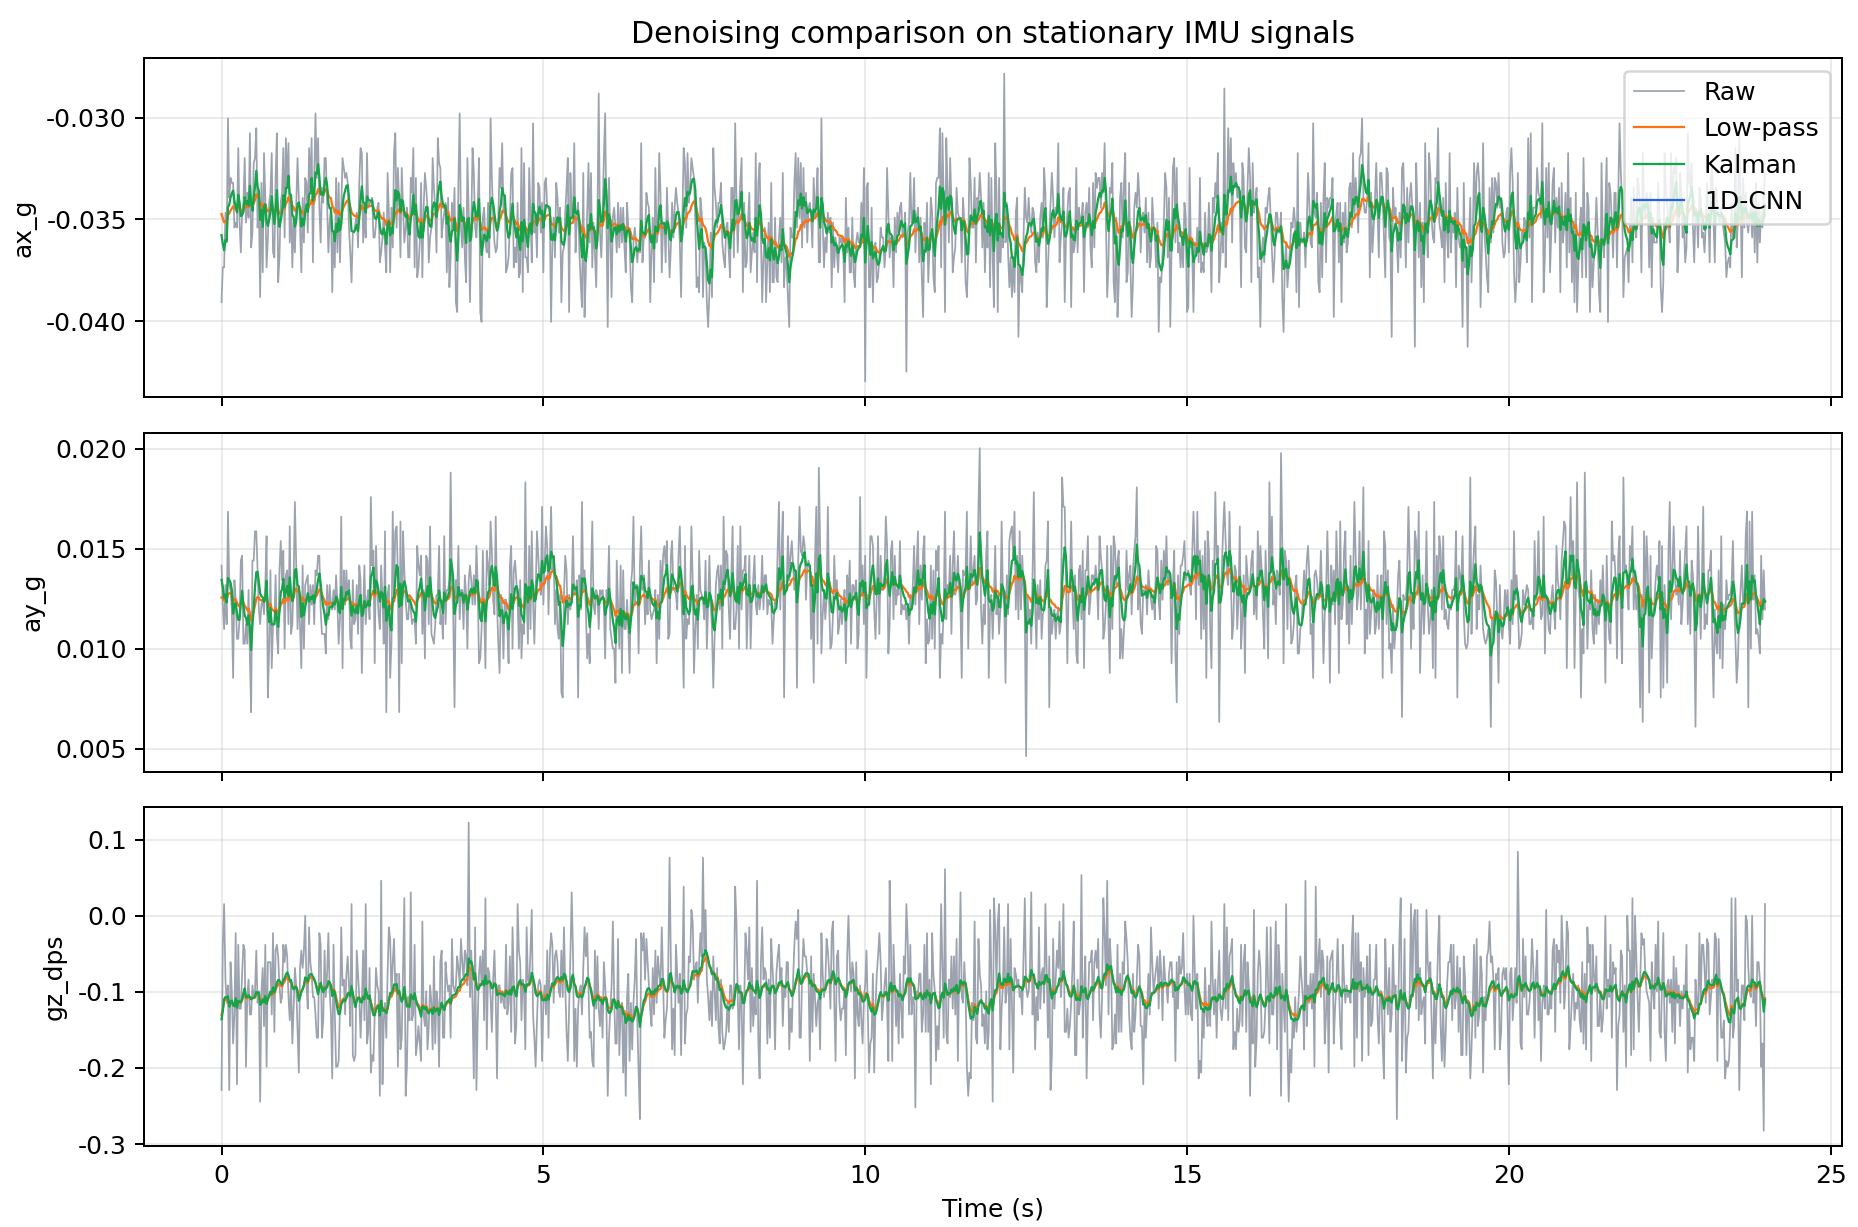 Denoising comparison on stationary IMU signals
Raw
Low-pass
Kalman
1D-CNN
ax_g
-0.030
-0.035
-0.040
ay_g
0.020
0.015
0.010
0.005
gz_dps
0.1
0.0
-0.1
-0.2
-0.3
0 5 10 15 20 25
Time (s)